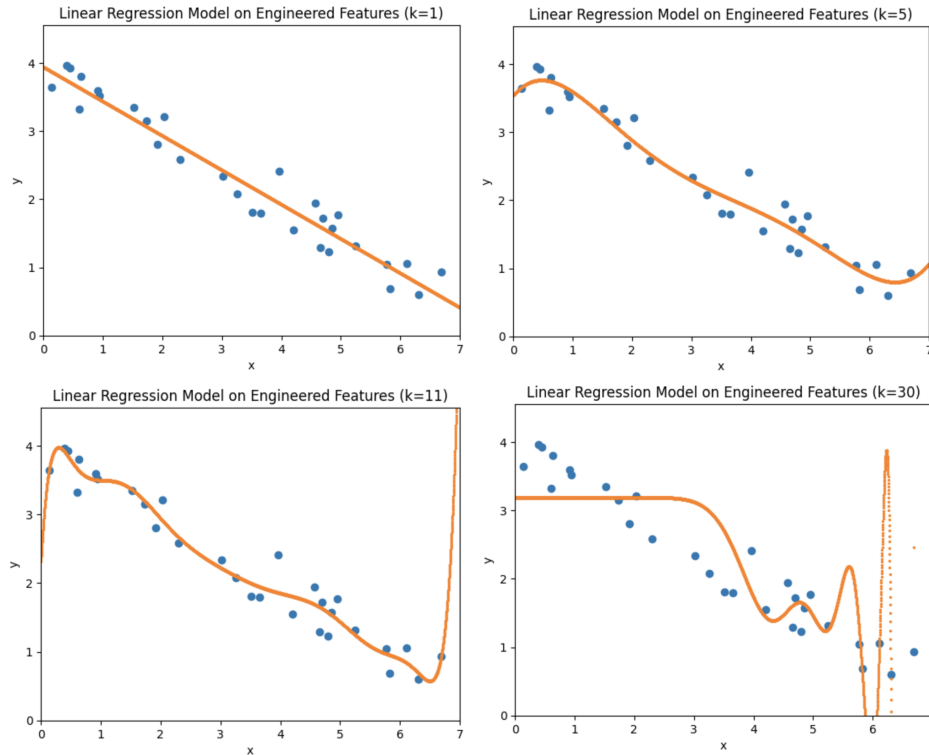 Linear Regression Model on Engineered Features (k=1)
4
3
2
1
0
y
0 1 2 3 4 5 6 7
x
Linear Regression Model on Engineered Features (k=5)
4
3
2
1
0
y
0 1 2 3 4 5 6 7
x
Linear Regression Model on Engineered Features (k=11)
4
3
2
1
0
y
0 1 2 3 4 5 6 7
x
Linear Regression Model on Engineered Features (k=30)
4
3
2
1
0
y
0 1 2 3 4 5 6
x